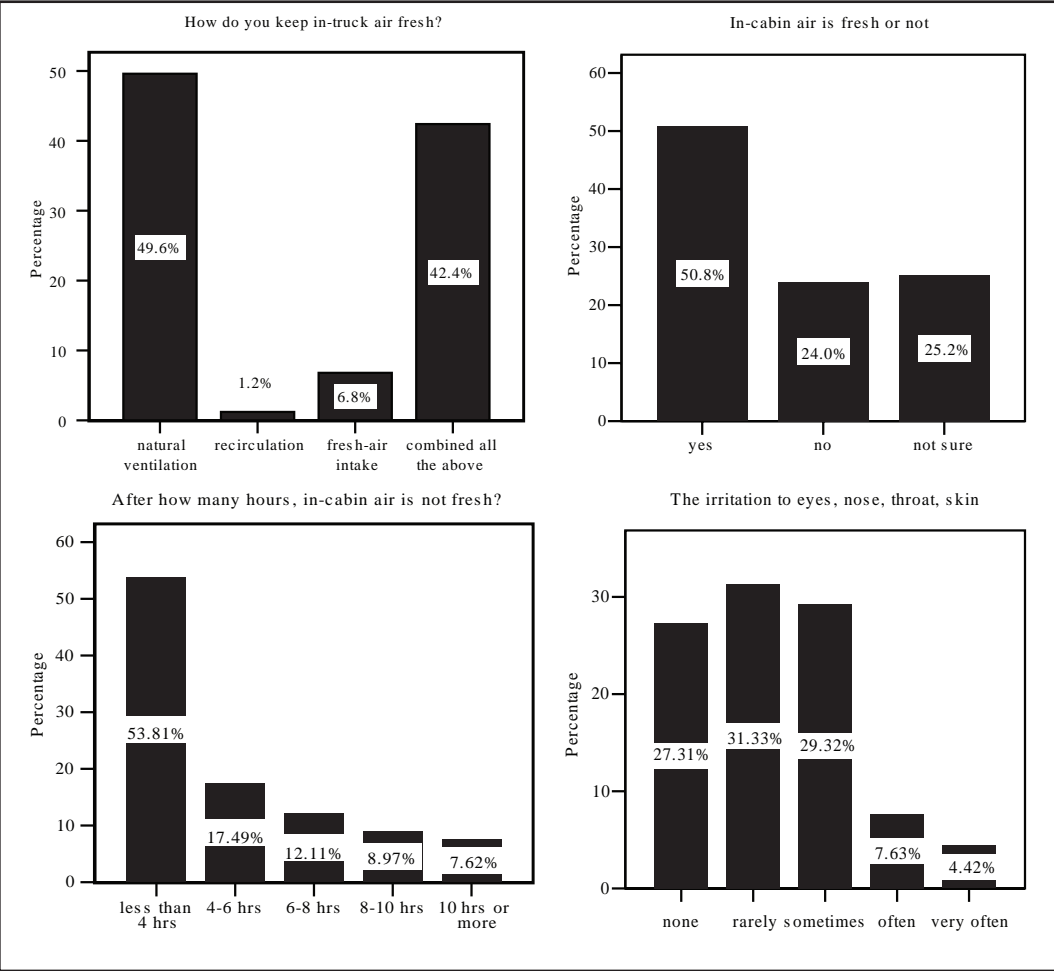 How do you keep in-truck air fresh?
Percentage
50
40
30
20
10
0
49.6%
1.2%
6.8%
42.4%
natural
ventilation
recirculation
fresh-air
intake
combined all
the above
In-cabin air is fresh or not
Percentage
60
50
40
30
20
10
0
50.8%
24.0%
25.2%
yes
no
not sure
After how many hours, in-cabin air is not fresh?
Percentage
60
50
40
30
20
10
0
53.81%
17.49%
12.11%
8.97%
7.62%
less than
4 hrs
4-6 hrs
6-8 hrs
8-10 hrs
10 hrs or
more
The irritation to eyes, nose, throat, skin
Percentage
30
20
10
0
27.31%
31.33%
29.32%
7.63%
4.42%
none
rarely
sometimes
often
very often